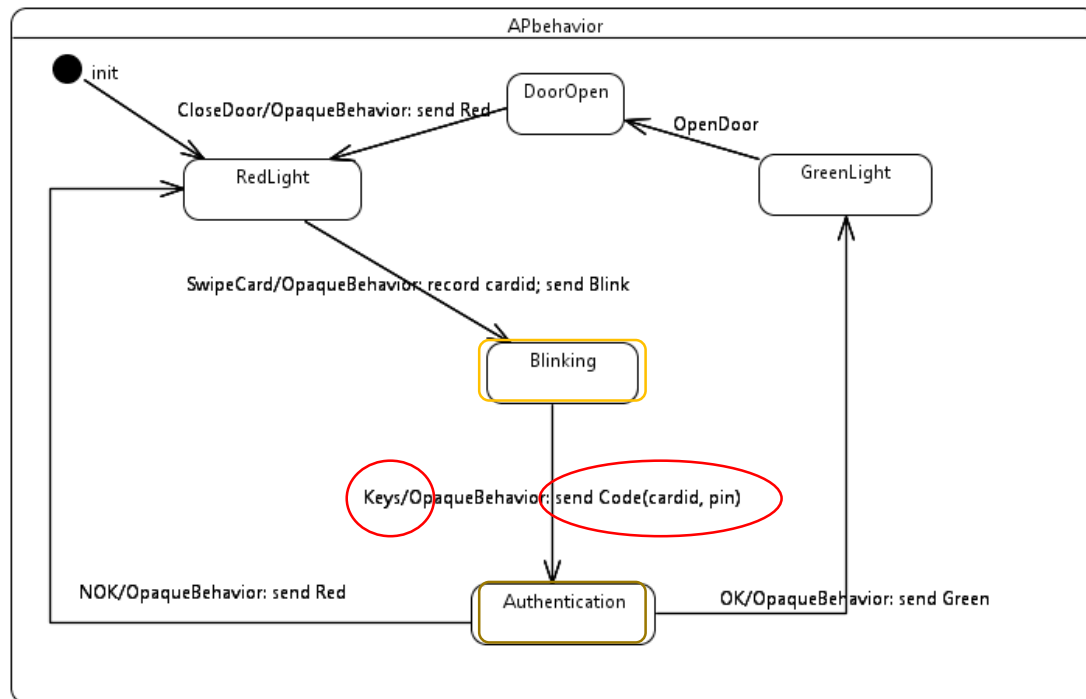 APbehavior
init
DoorOpen
CloseDoor/OpaqueBehavior: send Red
OpenDoor
RedLight
GreenLight
SwipeCard/OpaqueBehavior: record cardid; send Blink
Blinking
Keys/OpaqueBehavior: send Code(cardid, pin)
NOK/OpaqueBehavior: send Red
Authentication
OK/OpaqueBehavior: send Green